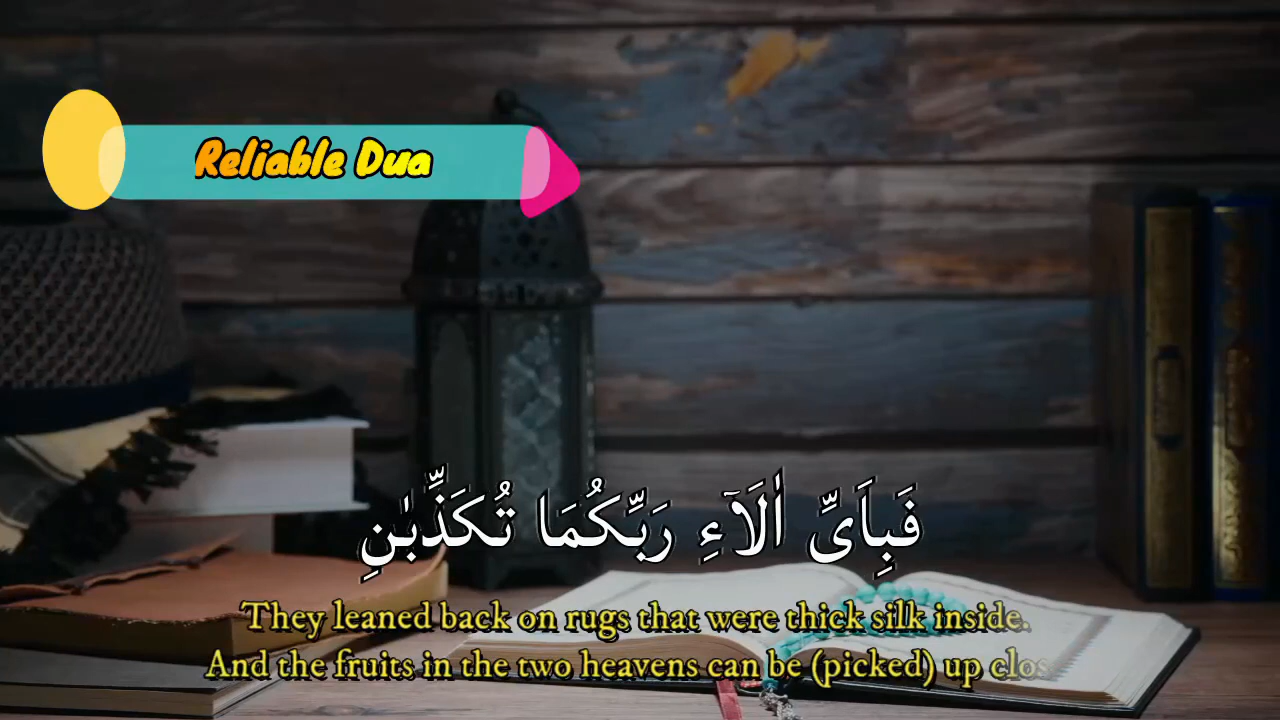 Reliable Dua
فَبِاَىِّ اٰلَاۤءِ رَبِّكُمَا تُكَذِّبٰنِ
They leaned back on rugs that were thick silk inside.
And the fruits in the two heavens can be (picked) up clos